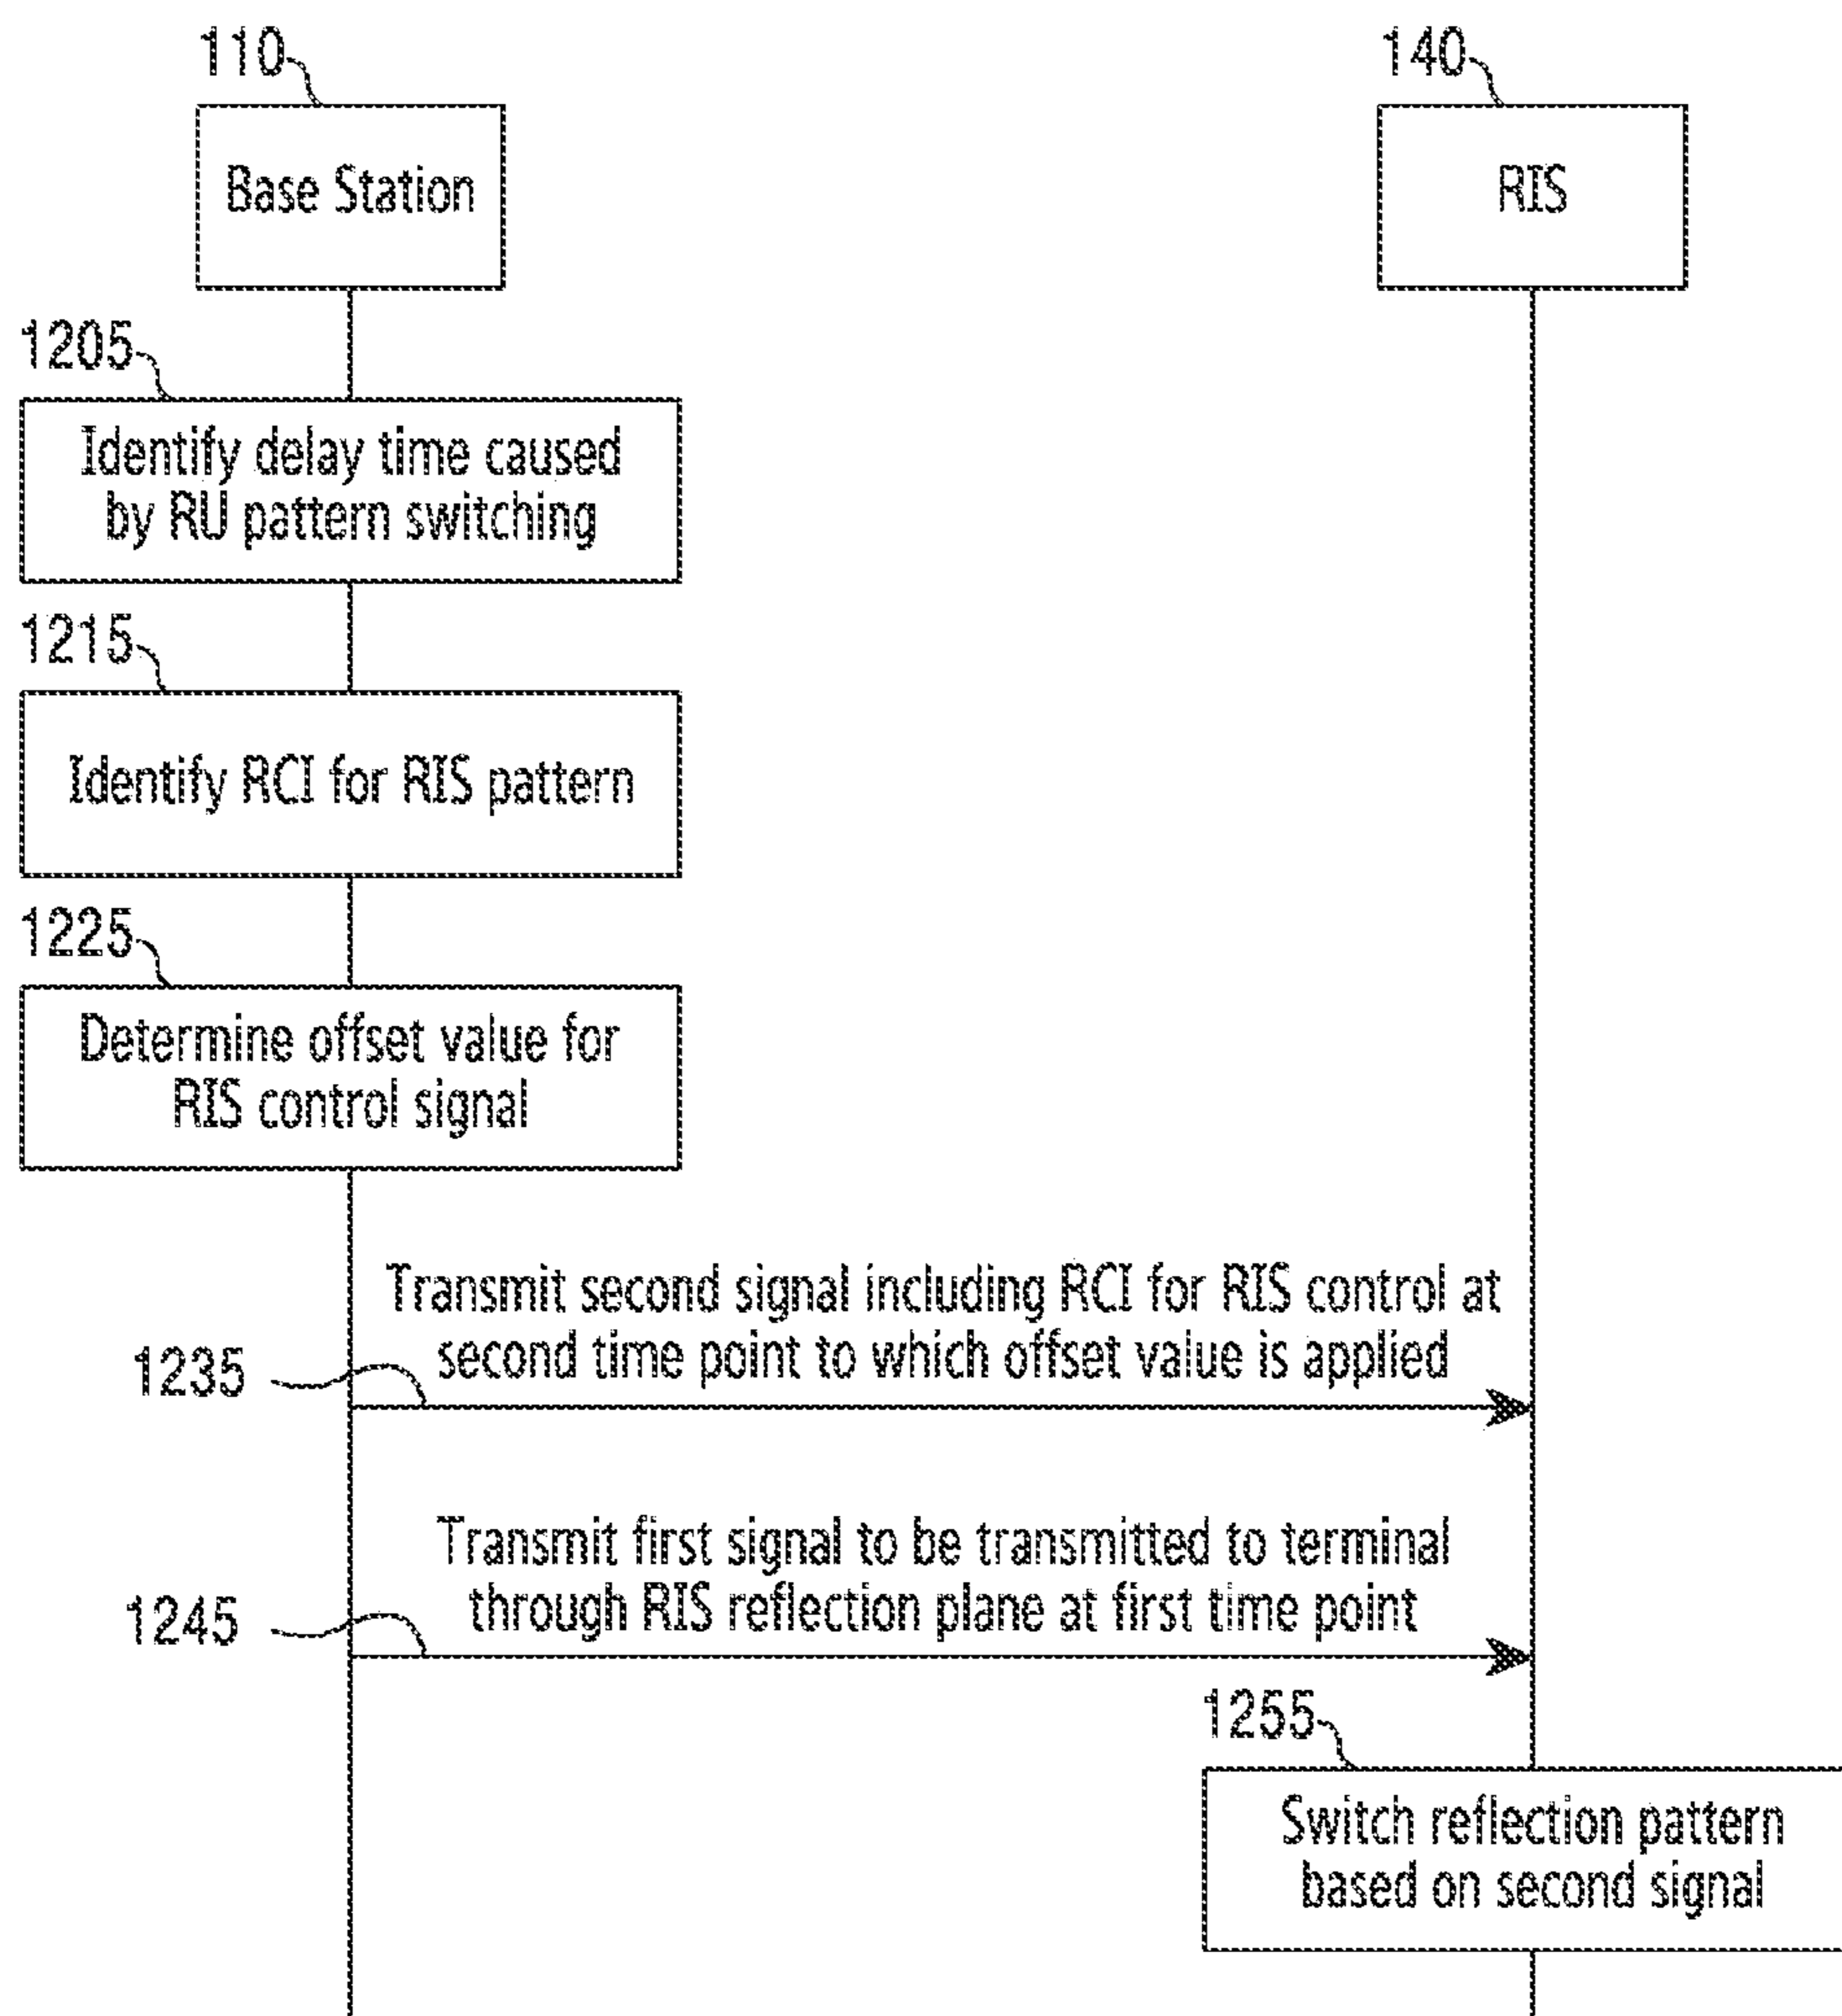 110
140
Base Station
RIS
1205
Identify delay time caused
by RU pattern switching
1215
Identify RCI for RIS pattern
1225
Determine offset value for
RIS control signal
Transmit second signal including RCI for RIS control at
second time point to which offset value is applied
1235
Transmit first signal to be transmitted to terminal
through RIS reflection plane at first time point
1245
1255
Switch reflection pattern
based on second signal